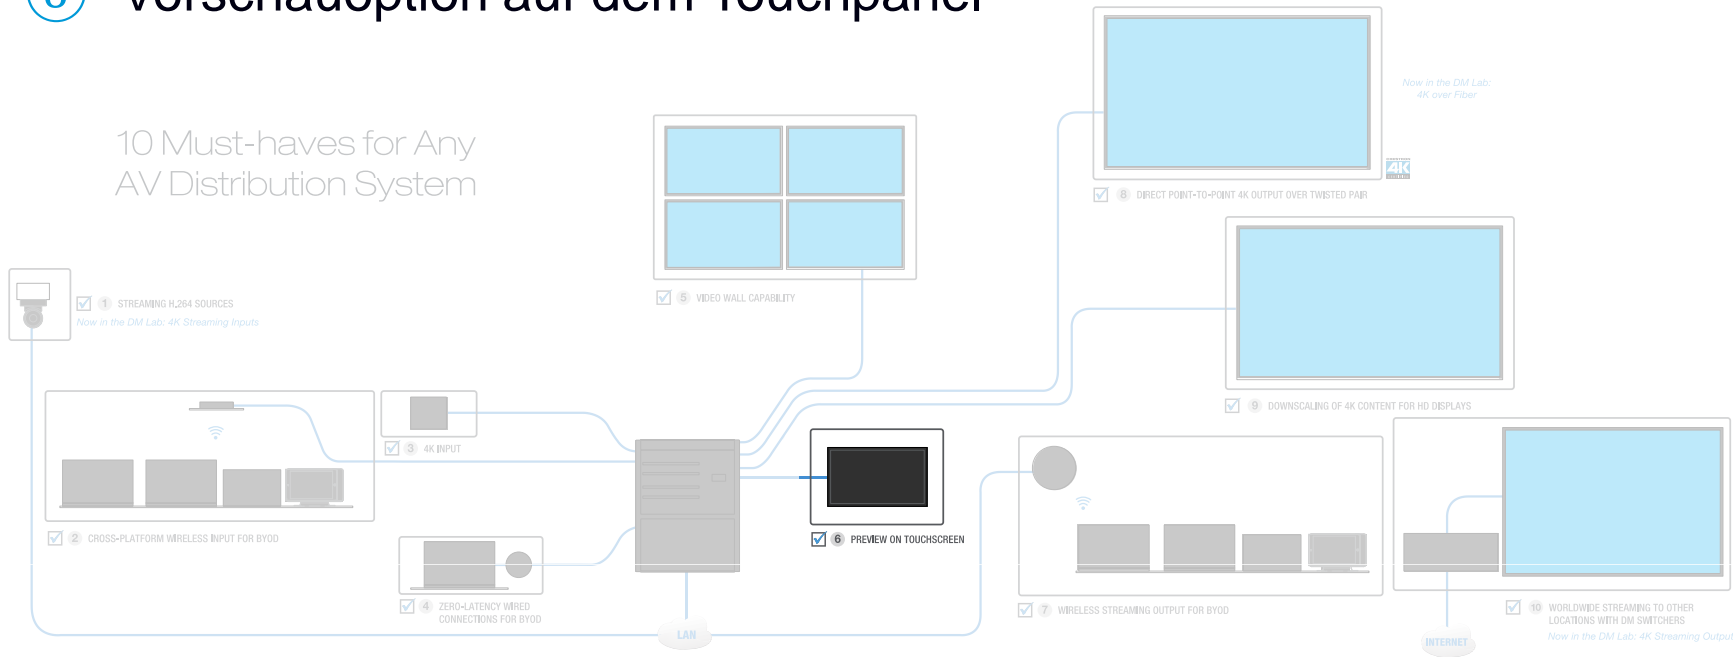 6 Vorschauoption auf dem Touchpanel
Now in the DM Lab:
4K over Fiber
10 Must-haves for Any
AV Distribution System
4K
8 DIRECT POINT-TO-POINT 4K OUTPUT OVER TWISTED PAIR
1 STREAMING H.264 SOURCES
Now in the DM Lab: 4K Streaming Inputs
5 VIDEO WALL CAPABILITY
9 DOWNSCALING OF 4K CONTENT FOR HD DISPLAYS
3 4K INPUT
2 CROSS-PLATFORM WIRELESS INPUT FOR BYOD
6 PREVIEW ON TOUCHSCREEN
4 ZERO-LATENCY WIRED
CONNECTIONS FOR BYOD
7 WIRELESS STREAMING OUTPUT FOR BYOD
10 WORLDWIDE STREAMING TO OTHER
LOCATIONS WITH DM SWITCHERS
Now in the DM Lab: 4K Streaming Output
LAN
INTERNET